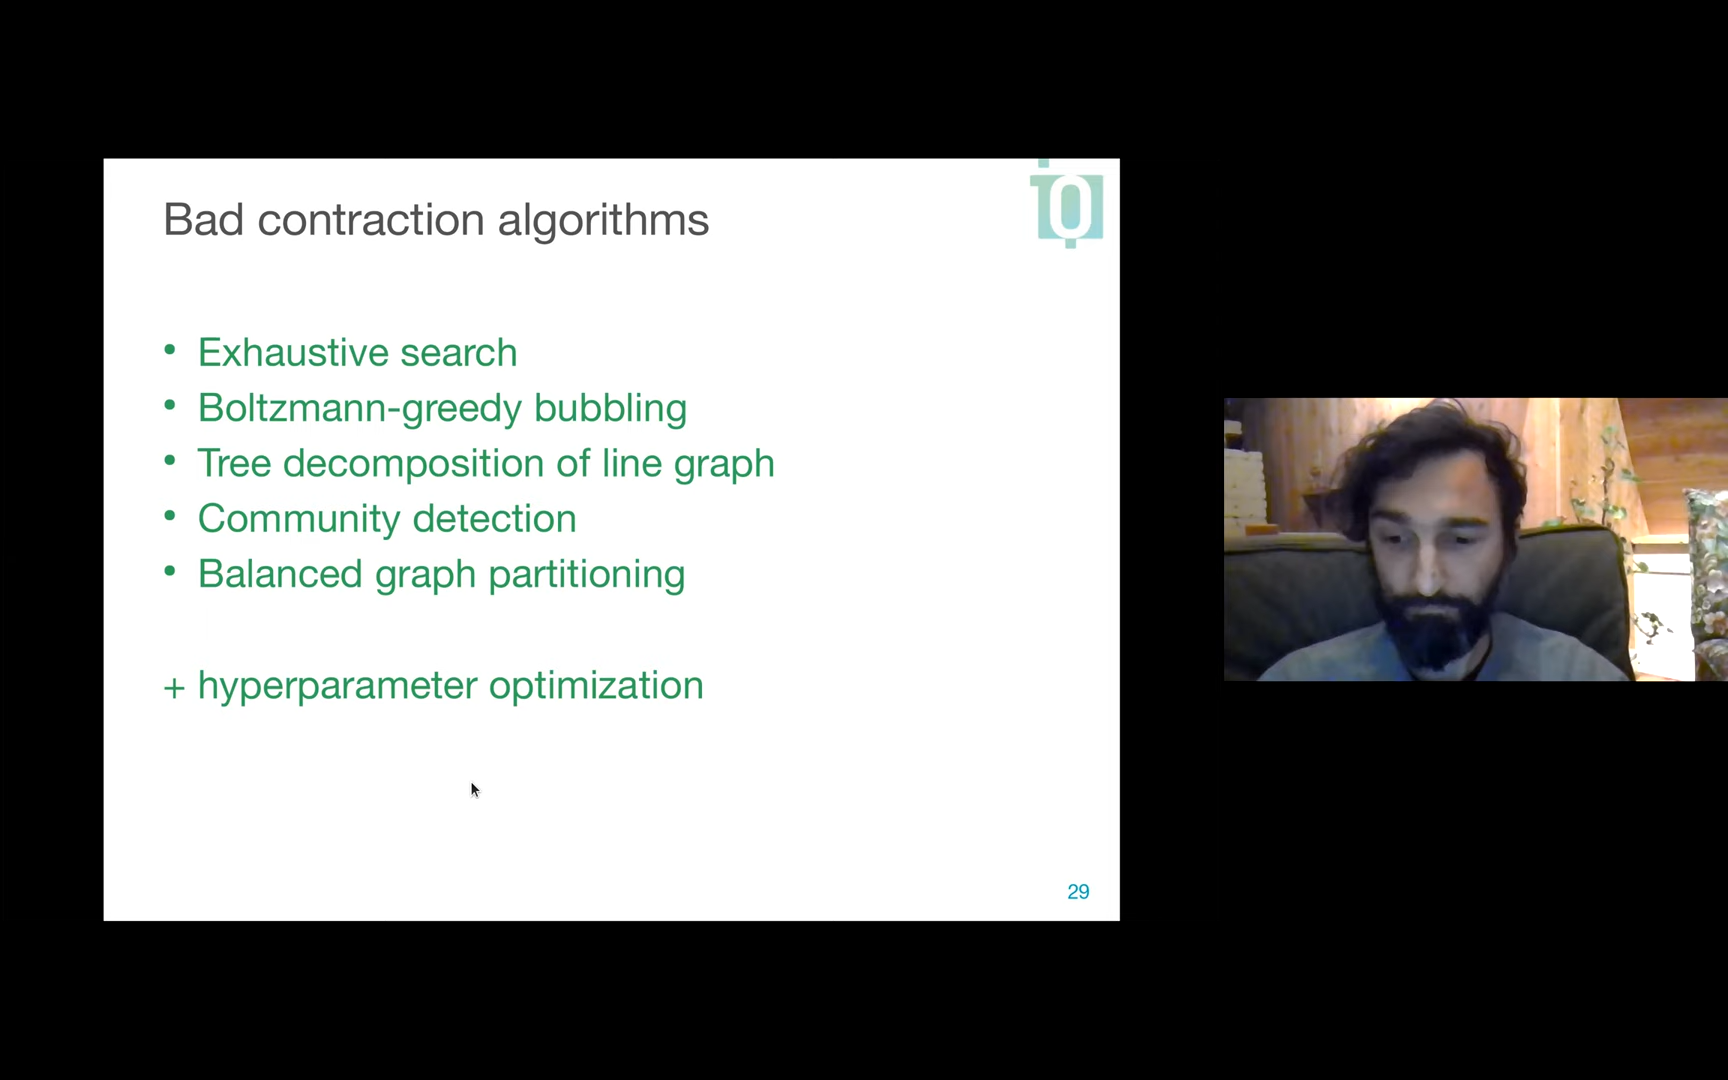 Bad contraction algorithms
• Exhaustive search
• Boltzmann-greedy bubbling
• Tree decomposition of line graph
• Community detection
• Balanced graph partitioning
+ hyperparameter optimization
29